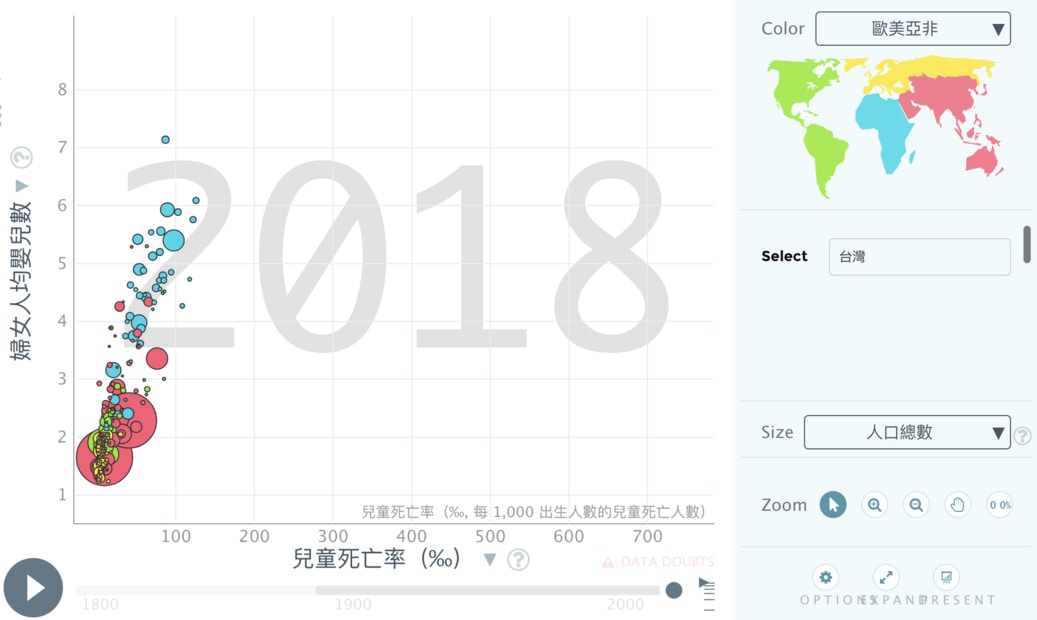 Color 歐美亞非 ▼
8
7
6
5
4
3
2
1
婦女人均嬰兒數 ▼ ?
2018
兒童死亡率（‰, 每 1,000 出生人數的兒童死亡人數）
100 200 300 400 500 600 700
兒童死亡率（‰） ▼ ?
DATA DOUBTS
1800 1900 2000
Select 台灣
Size 人口總數 ▼ ?
Zoom
OPTIONS EXPAND PRESENT